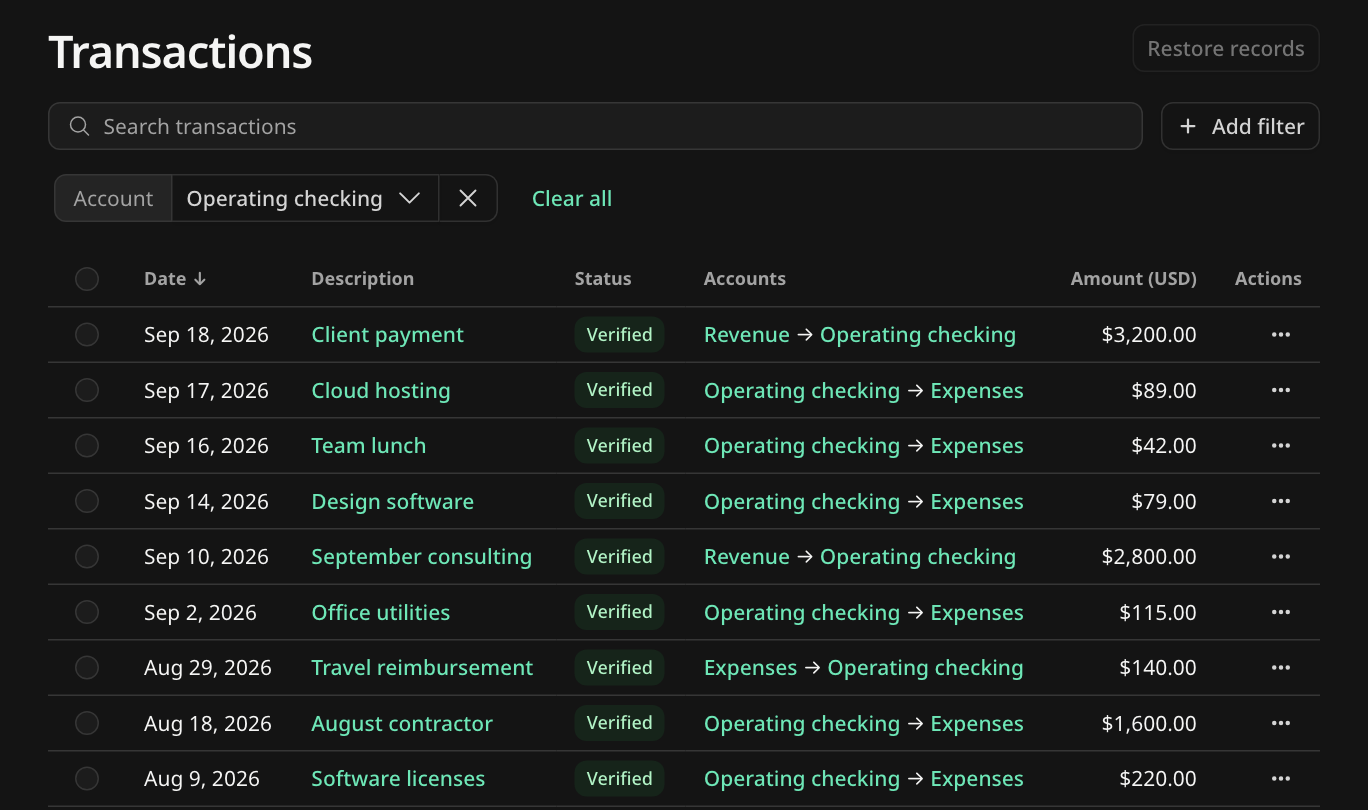 Transactions
Restore records
Search transactions
+ Add filter
Account Operating checking
Clear all
Date ↓ Description Status Accounts Amount (USD) Actions
Sep 18, 2026 Client payment Verified Revenue → Operating checking $3,200.00 ···
Sep 17, 2026 Cloud hosting Verified Operating checking → Expenses $89.00 ···
Sep 16, 2026 Team lunch Verified Operating checking → Expenses $42.00 ···
Sep 14, 2026 Design software Verified Operating checking → Expenses $79.00 ···
Sep 10, 2026 September consulting Verified Revenue → Operating checking $2,800.00 ···
Sep 2, 2026 Office utilities Verified Operating checking → Expenses $115.00 ···
Aug 29, 2026 Travel reimbursement Verified Expenses → Operating checking $140.00 ···
Aug 18, 2026 August contractor Verified Operating checking → Expenses $1,600.00 ···
Aug 9, 2026 Software licenses Verified Operating checking → Expenses $220.00 ···